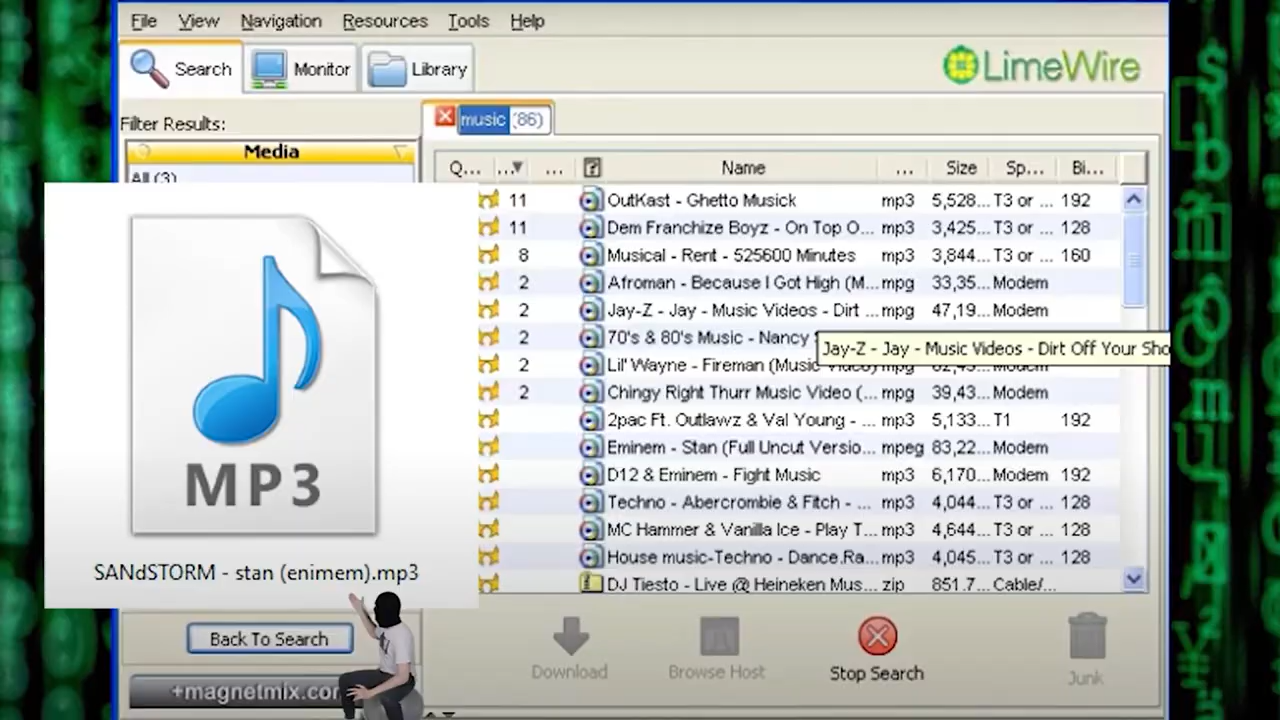 File View Navigation Resources Tools Help
Search Monitor Library
LimeWire
Filter Results:
music (86)
Media
All (3)
Q... ... ... ? Name ... Size Sp... Bi...
11 OutKast - Ghetto Musick mp3 5,528... T3 or ... 192
11 Dem Franchize Boyz - On Top O... mp3 3,425... T3 or ... 128
8 Musical - Rent - 525600 Minutes mp3 3,844... T3 or ... 160
2 Afroman - Because I Got High (M... mpg 33,35... Modem
2 Jay-Z - Jay - Music Videos - Dirt ... mpg 47,19... Modem
2 70's & 80's Music - Nancy
Jay-Z - Jay - Music Videos - Dirt Off Your Sho
2 Lil' Wayne - Fireman (Music Video) mpg 62,43... Modem
2 Chingy Right Thurr Music Video (... mpg 39,43... Modem
2pac Ft. Outlawz & Val Young - ... mp3 5,133... T1 192
Eminem - Stan (Full Uncut Versio... mpeg 83,22... Modem
D12 & Eminem - Fight Music mp3 6,170... Modem 192
Techno - Abercrombie & Fitch - ... mp3 4,044... T3 or ... 128
MC Hammer & Vanilla Ice - Play T... mp3 4,644... T3 or ... 128
House music-Techno - Dance.Ra... mp3 4,045... T3 or ... 128
DJ Tiesto - Live @ Heineken Mus... zip 851.7... Cable/...
MP3
SANdSTORM - stan (enimem).mp3
Back To Search
+magnetmix.com
Download Browse Host Stop Search Junk